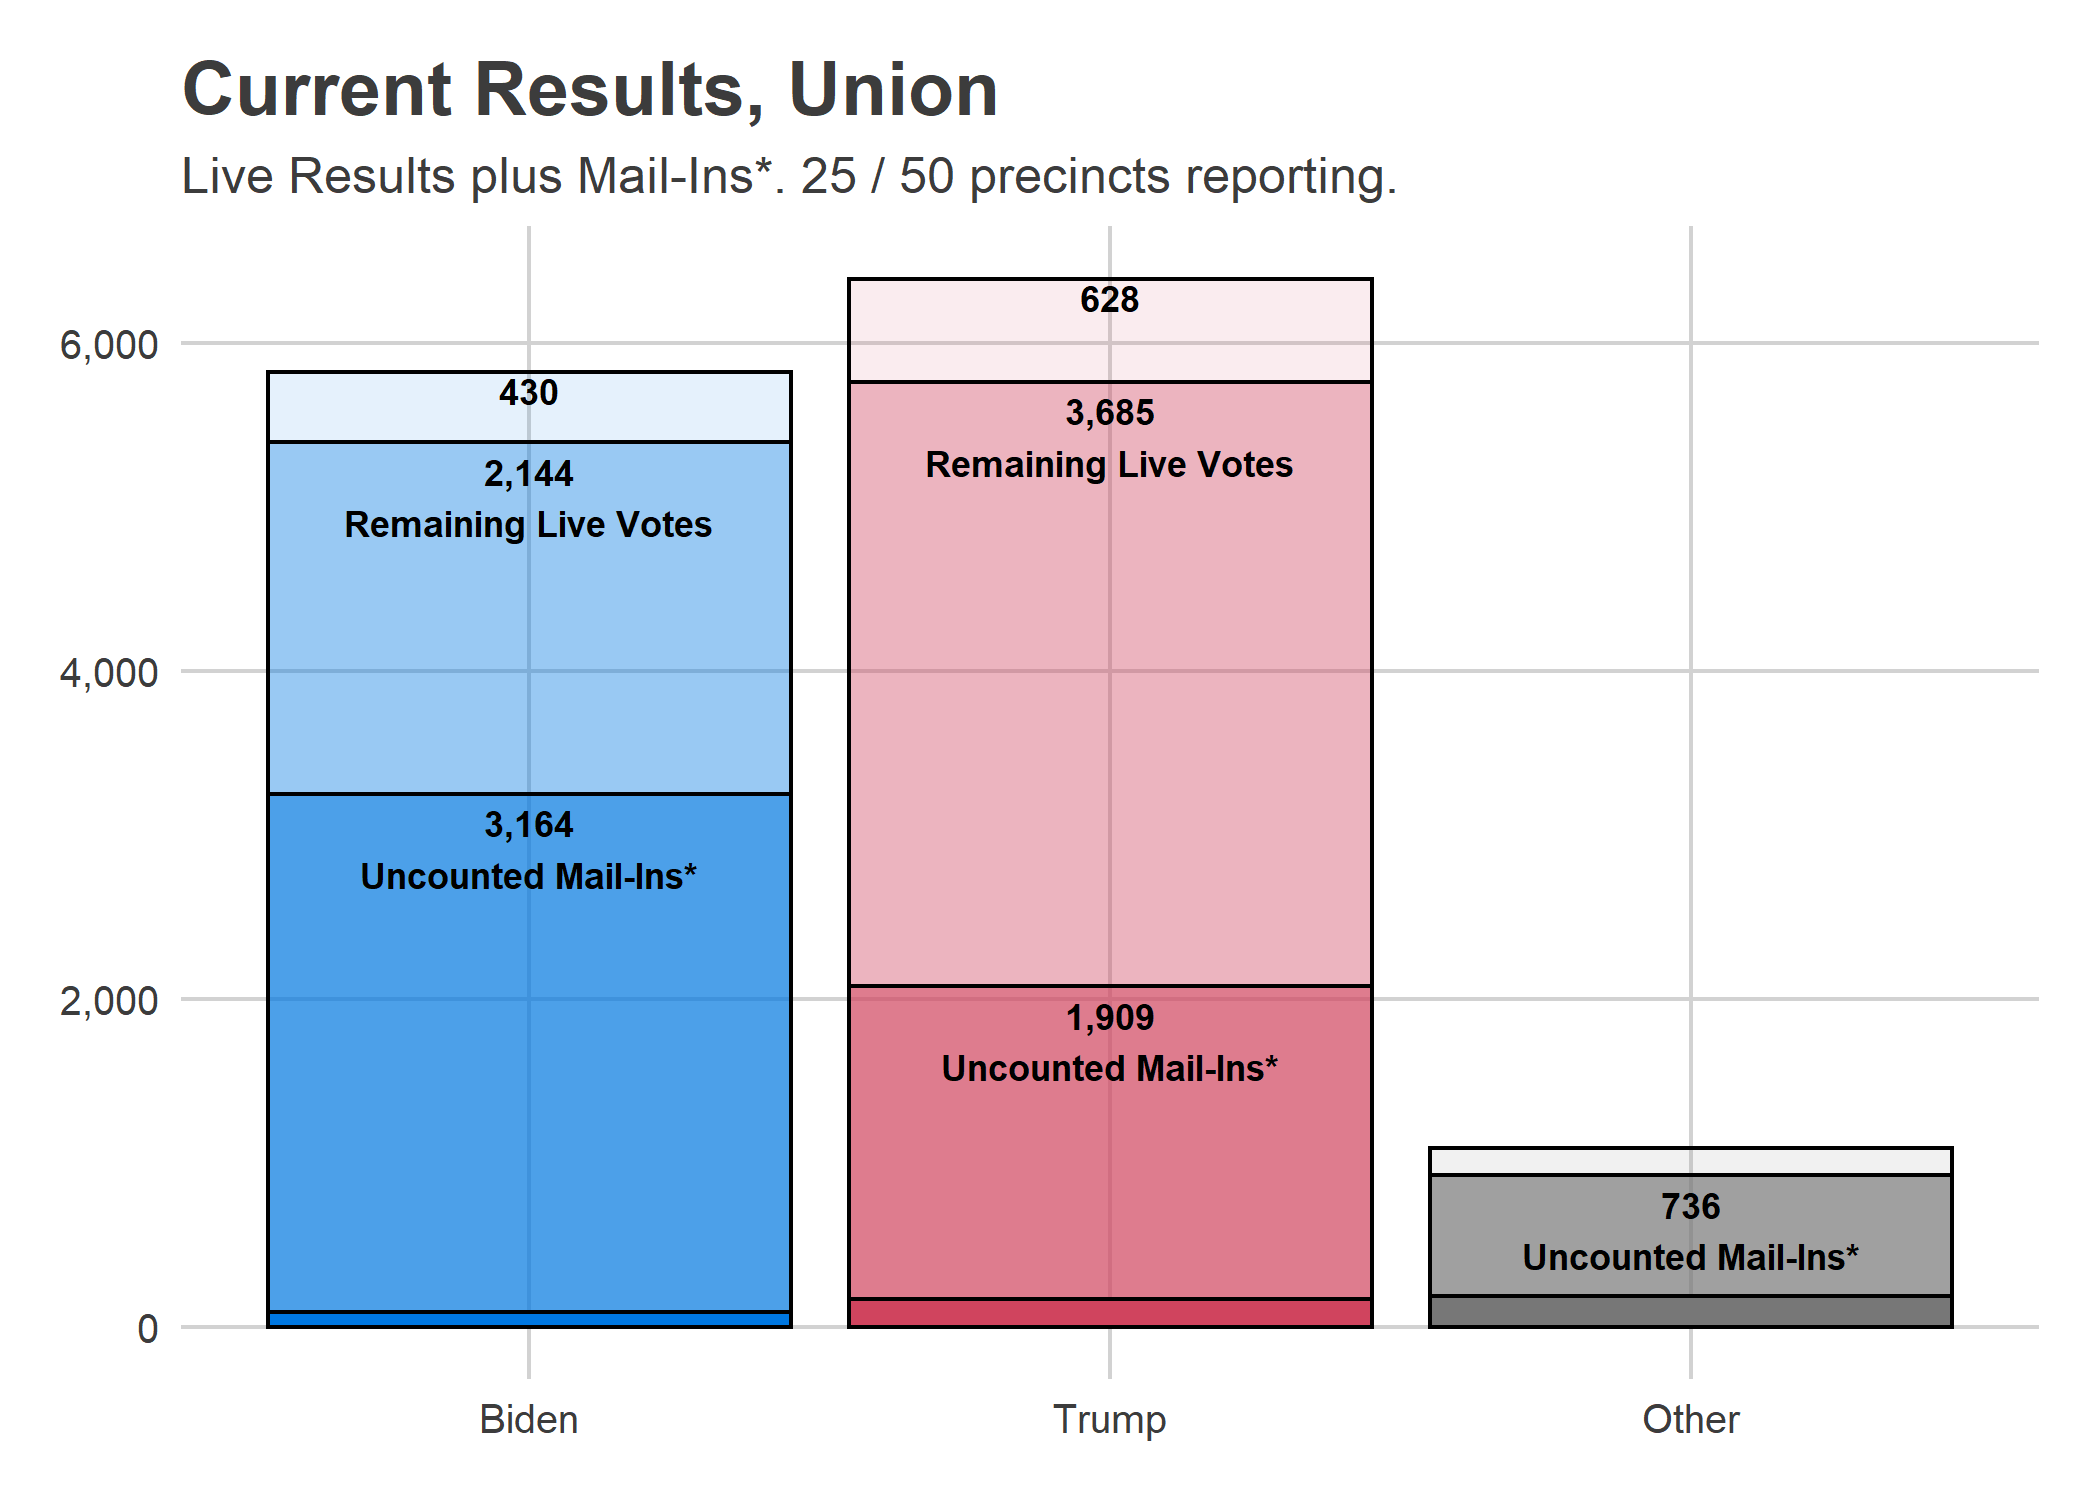 Current Results, Union
Live Results plus Mail-Ins*. 25 / 50 precincts reporting.
6,000
4,000
2,000
0
430
2,144
Remaining Live Votes
3,164
Uncounted Mail-Ins*
628
3,685
Remaining Live Votes
1,909
Uncounted Mail-Ins*
736
Uncounted Mail-Ins*
Biden
Trump
Other